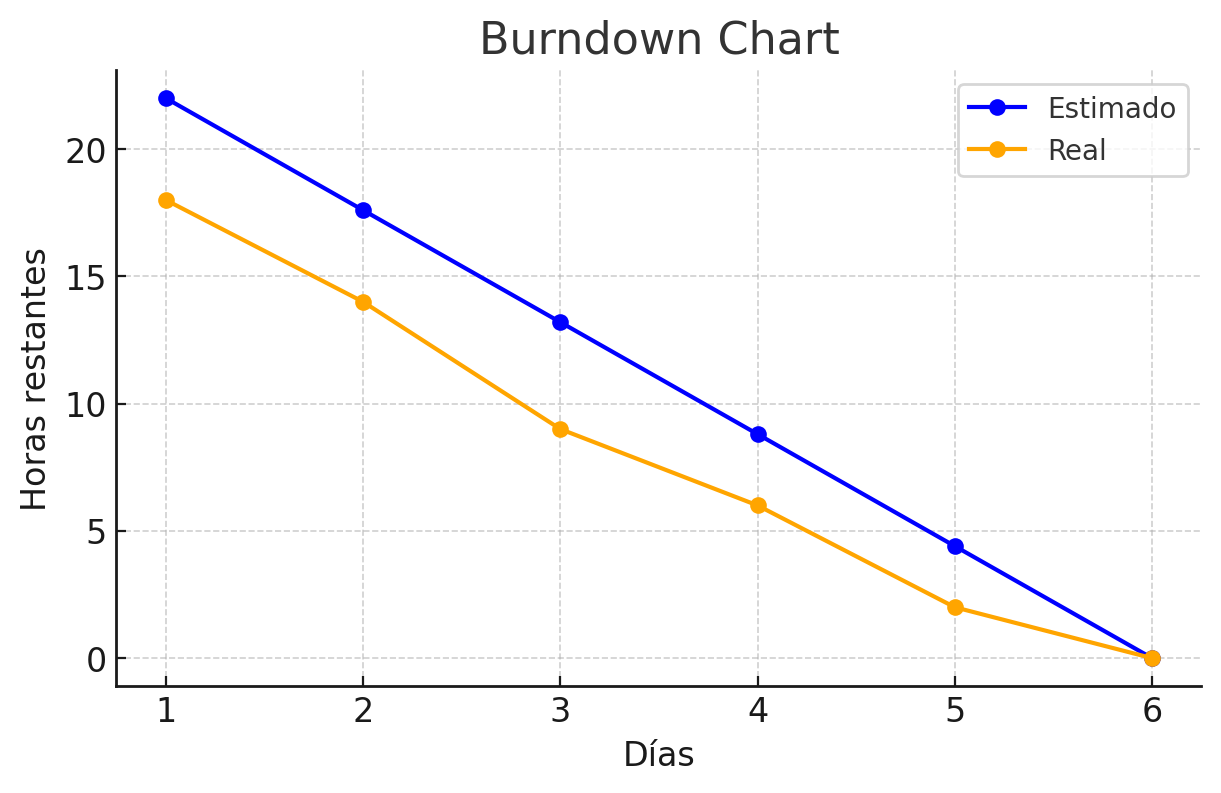 Burndown Chart
Estimado
Real
Horas restantes
20
15
10
5
0
1 2 3 4 5 6
Días